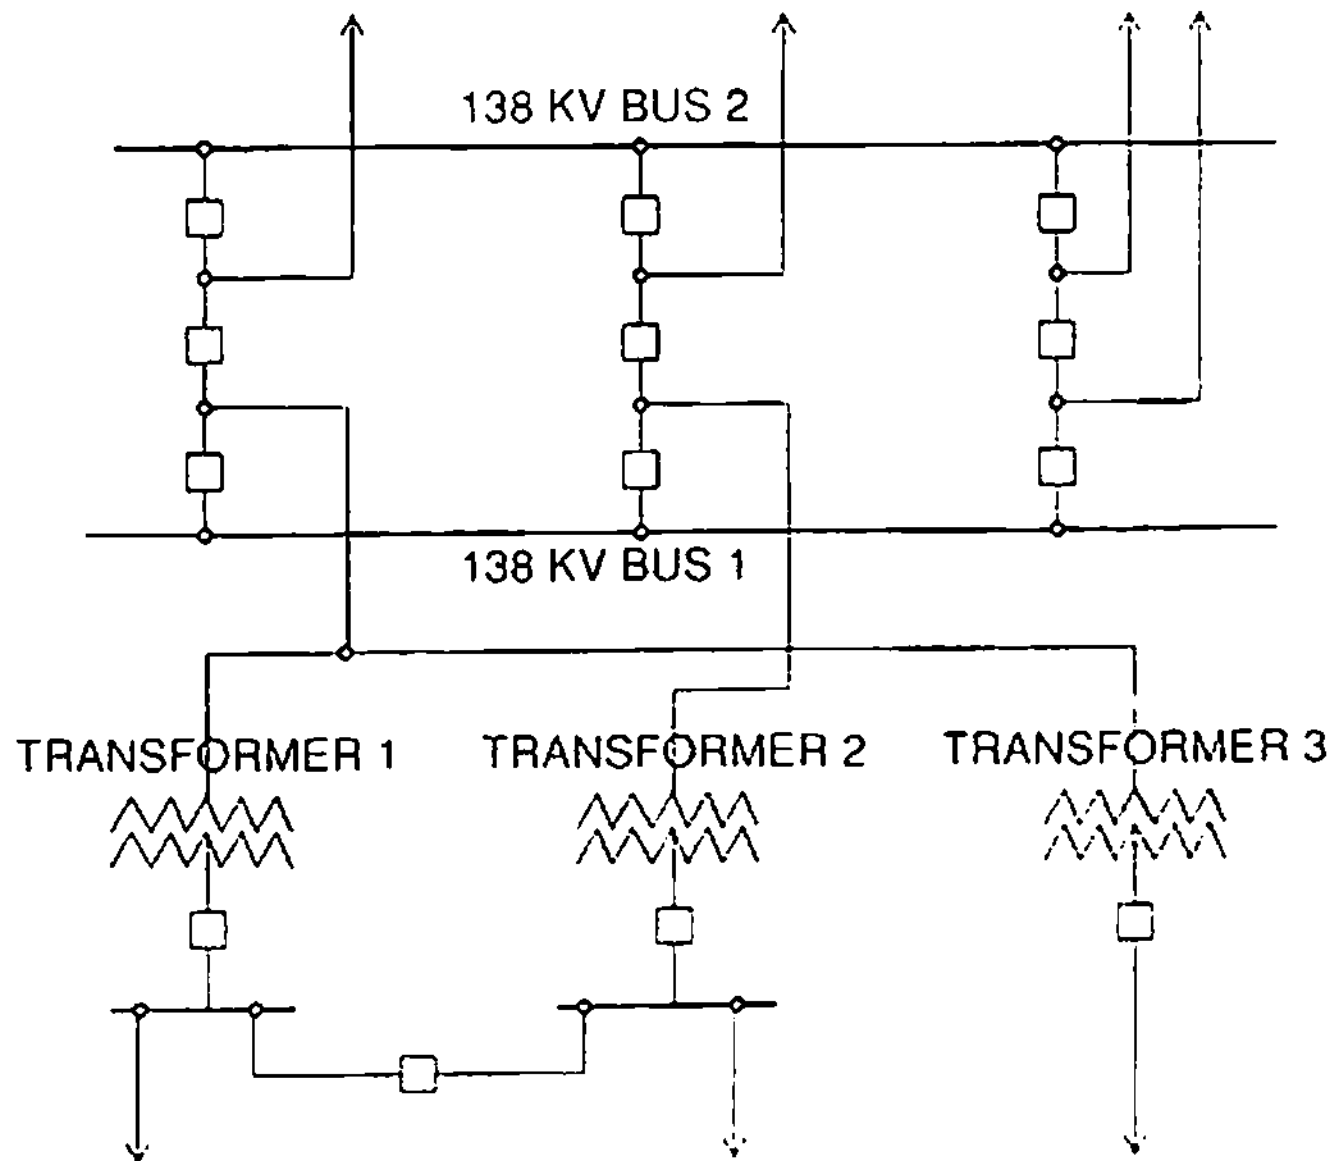 138 KV BUS 2
138 KV BUS 1
TRANSFORMER 1
TRANSFORMER 2
TRANSFORMER 3